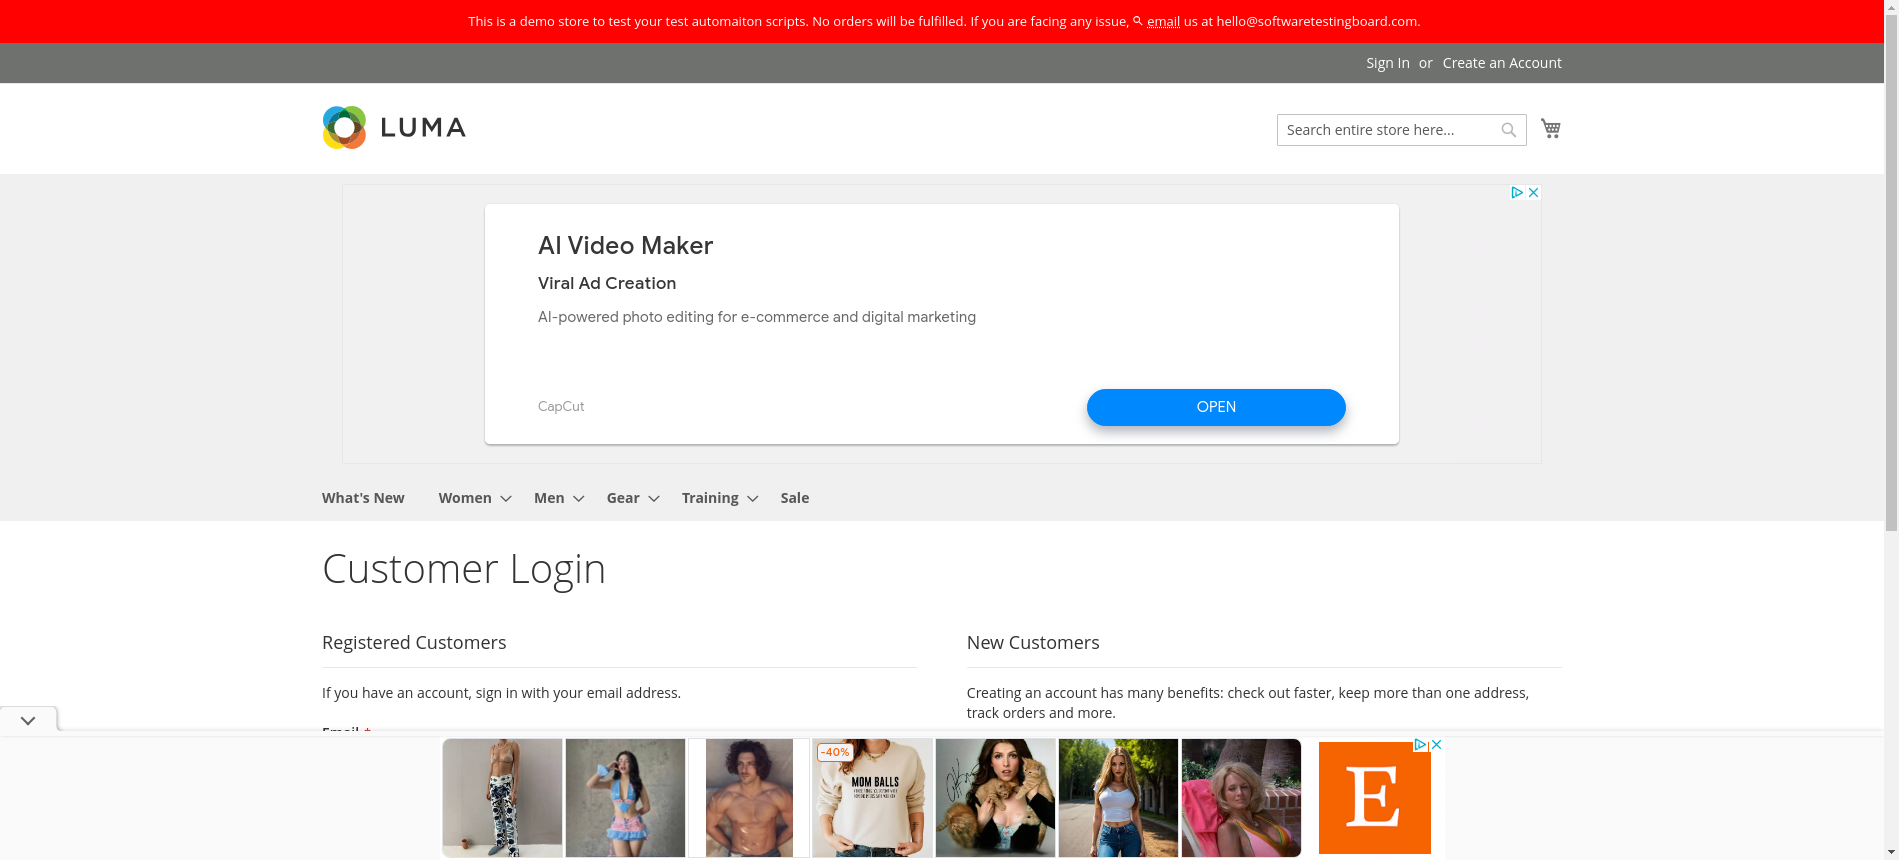 This is a demo store to test your test automaiton scripts. No orders will be fulfilled. If you are facing any issue, email us at hello@softwaretestingboard.com.
Sign In or Create an Account
LUMA
Search entire store here...
AI Video Maker
Viral Ad Creation
AI-powered photo editing for e-commerce and digital marketing
CapCut
OPEN
What's New Women Men Gear Training Sale
Customer Login
Registered Customers
If you have an account, sign in with your email address.
Email *
New Customers
Creating an account has many benefits: check out faster, keep more than one address,
track orders and more.
-40%
MOM BALLS
E